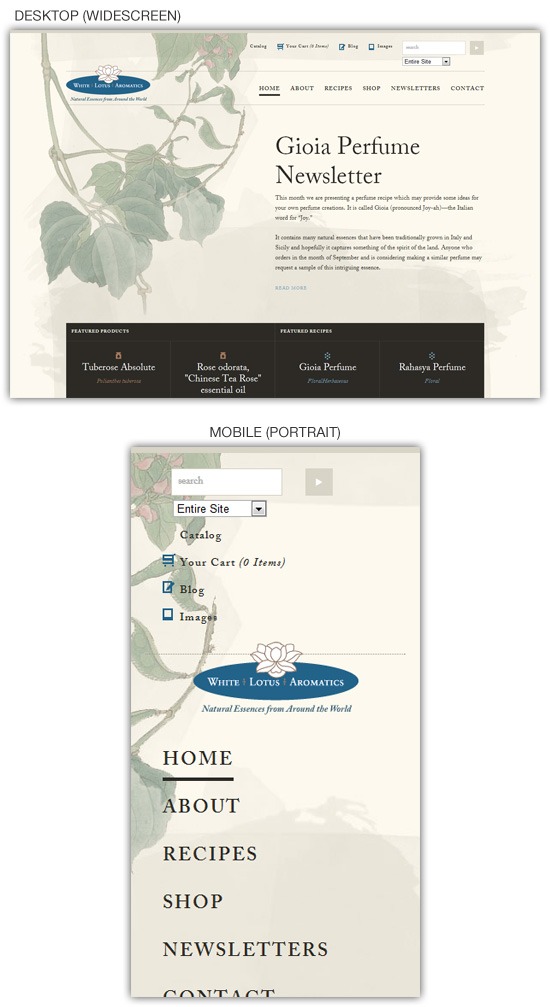 DESKTOP (WIDESCREEN)
Catalog Your Cart (0 Items) Blog Images search
Entire Site
WHITE LOTUS AROMATICS
Natural Essences from Around the World
HOME ABOUT RECIPES SHOP NEWSLETTERS CONTACT
Gioia Perfume
Newsletter
This month we are presenting a perfume recipe which may provide some ideas for
your own perfume creations. It is called Gioia (pronounced Joy-ah)—the Italian
word for "Joy."
It contains many natural essences that have been traditionally grown in Italy and
Sicily and hopefully it captures something of the spirit of the land. Anyone who
orders in the month of September and is considering making a similar perfume may
request a sample of this intriguing essence.
READ MORE
FEATURED PRODUCTS FEATURED RECIPES
Tuberose Absolute
Polianthes tuberosa
Rose odorata,
"Chinese Tea Rose"
essential oil
Gioia Perfume
Floral/Herbaceous
Rahasya Perfume
Floral
MOBILE (PORTRAIT)
search
Entire Site
Catalog
Your Cart (0 Items)
Blog
Images
WHITE LOTUS AROMATICS
Natural Essences from Around the World
HOME
ABOUT
RECIPES
SHOP
NEWSLETTERS
CONTACT